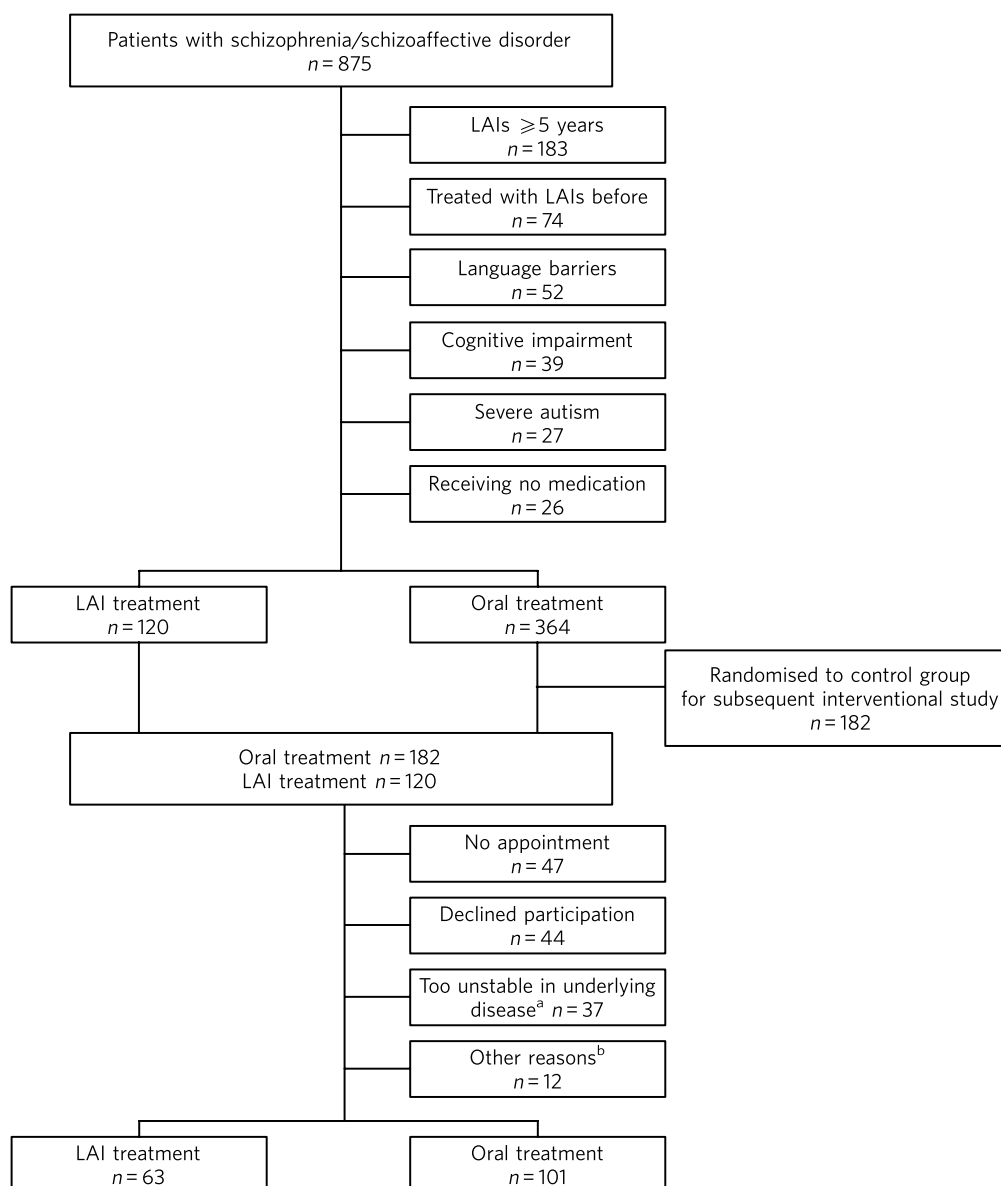 Patients with schizophrenia/schizoaffective disorder
n = 875
LAIs ⩾5 years
n = 183
Treated with LAIs before
n = 74
Language barriers
n = 52
Cognitive impairment
n = 39
Severe autism
n = 27
Receiving no medication
n = 26
LAI treatment
n = 120
Oral treatment
n = 364
Randomised to control group
for subsequent interventional study
n = 182
Oral treatment n = 182
LAI treatment n = 120
No appointment
n = 47
Declined participation
n = 44
Too unstable in underlying
diseaseᵃ n = 37
Other reasonsᵇ
n = 12
LAI treatment
n = 63
Oral treatment
n = 101